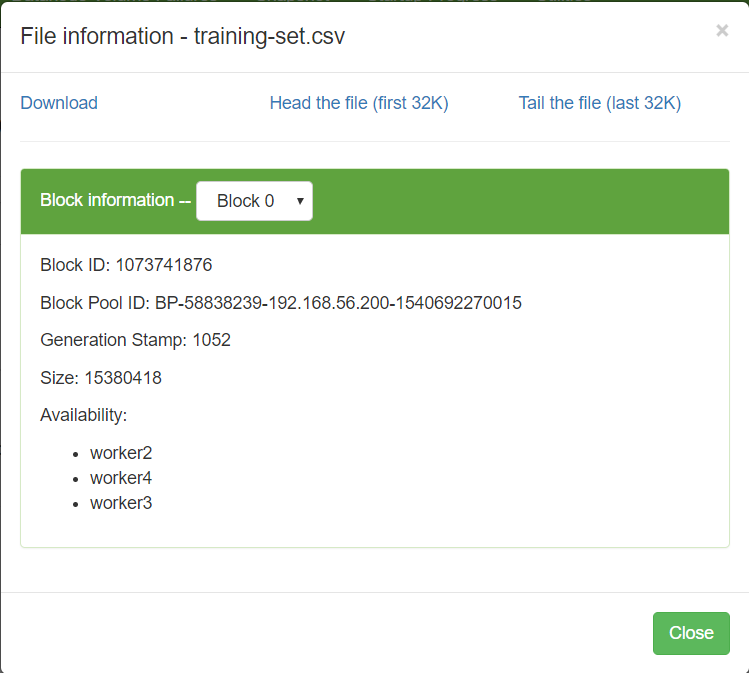 File information - training-set.csv
×
Download
Head the file (first 32K)
Tail the file (last 32K)
Block information -- Block 0
Block ID: 1073741876
Block Pool ID: BP-58838239-192.168.56.200-1540692270015
Generation Stamp: 1052
Size: 15380418
Availability:
worker2
worker4
worker3
Close